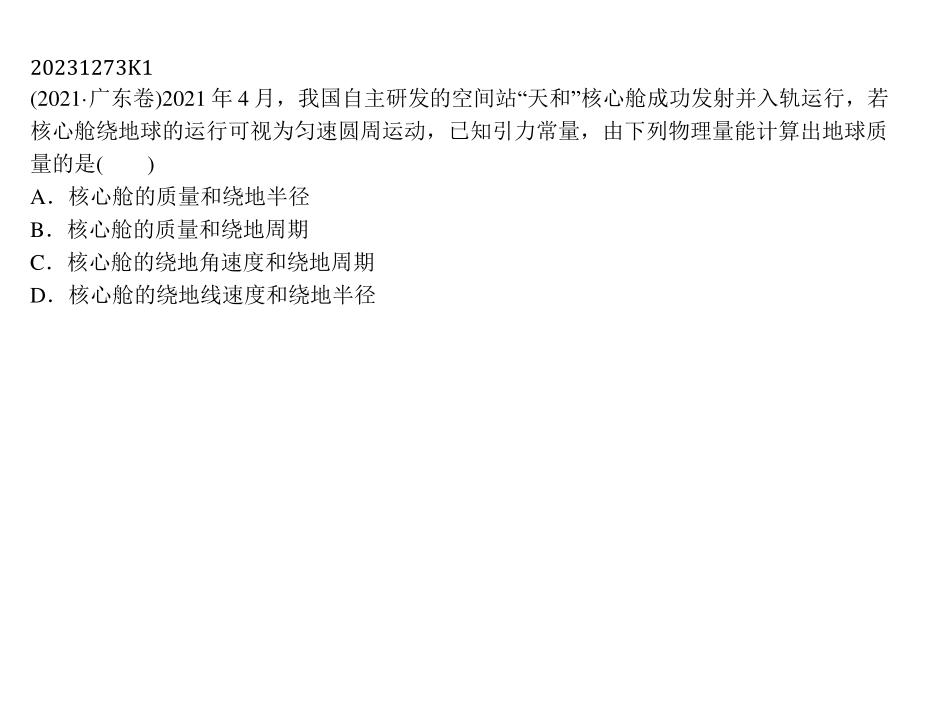 20231273K1
(2021·广东卷)2021 年 4 月，我国自主研发的空间站“天和”核心舱成功发射并入轨运行，若
核心舱绕地球的运行可视为匀速圆周运动，已知引力常量，由下列物理量能计算出地球质
量的是(　　)
A．核心舱的质量和绕地半径
B．核心舱的质量和绕地周期
C．核心舱的绕地角速度和绕地周期
D．核心舱的绕地线速度和绕地半径